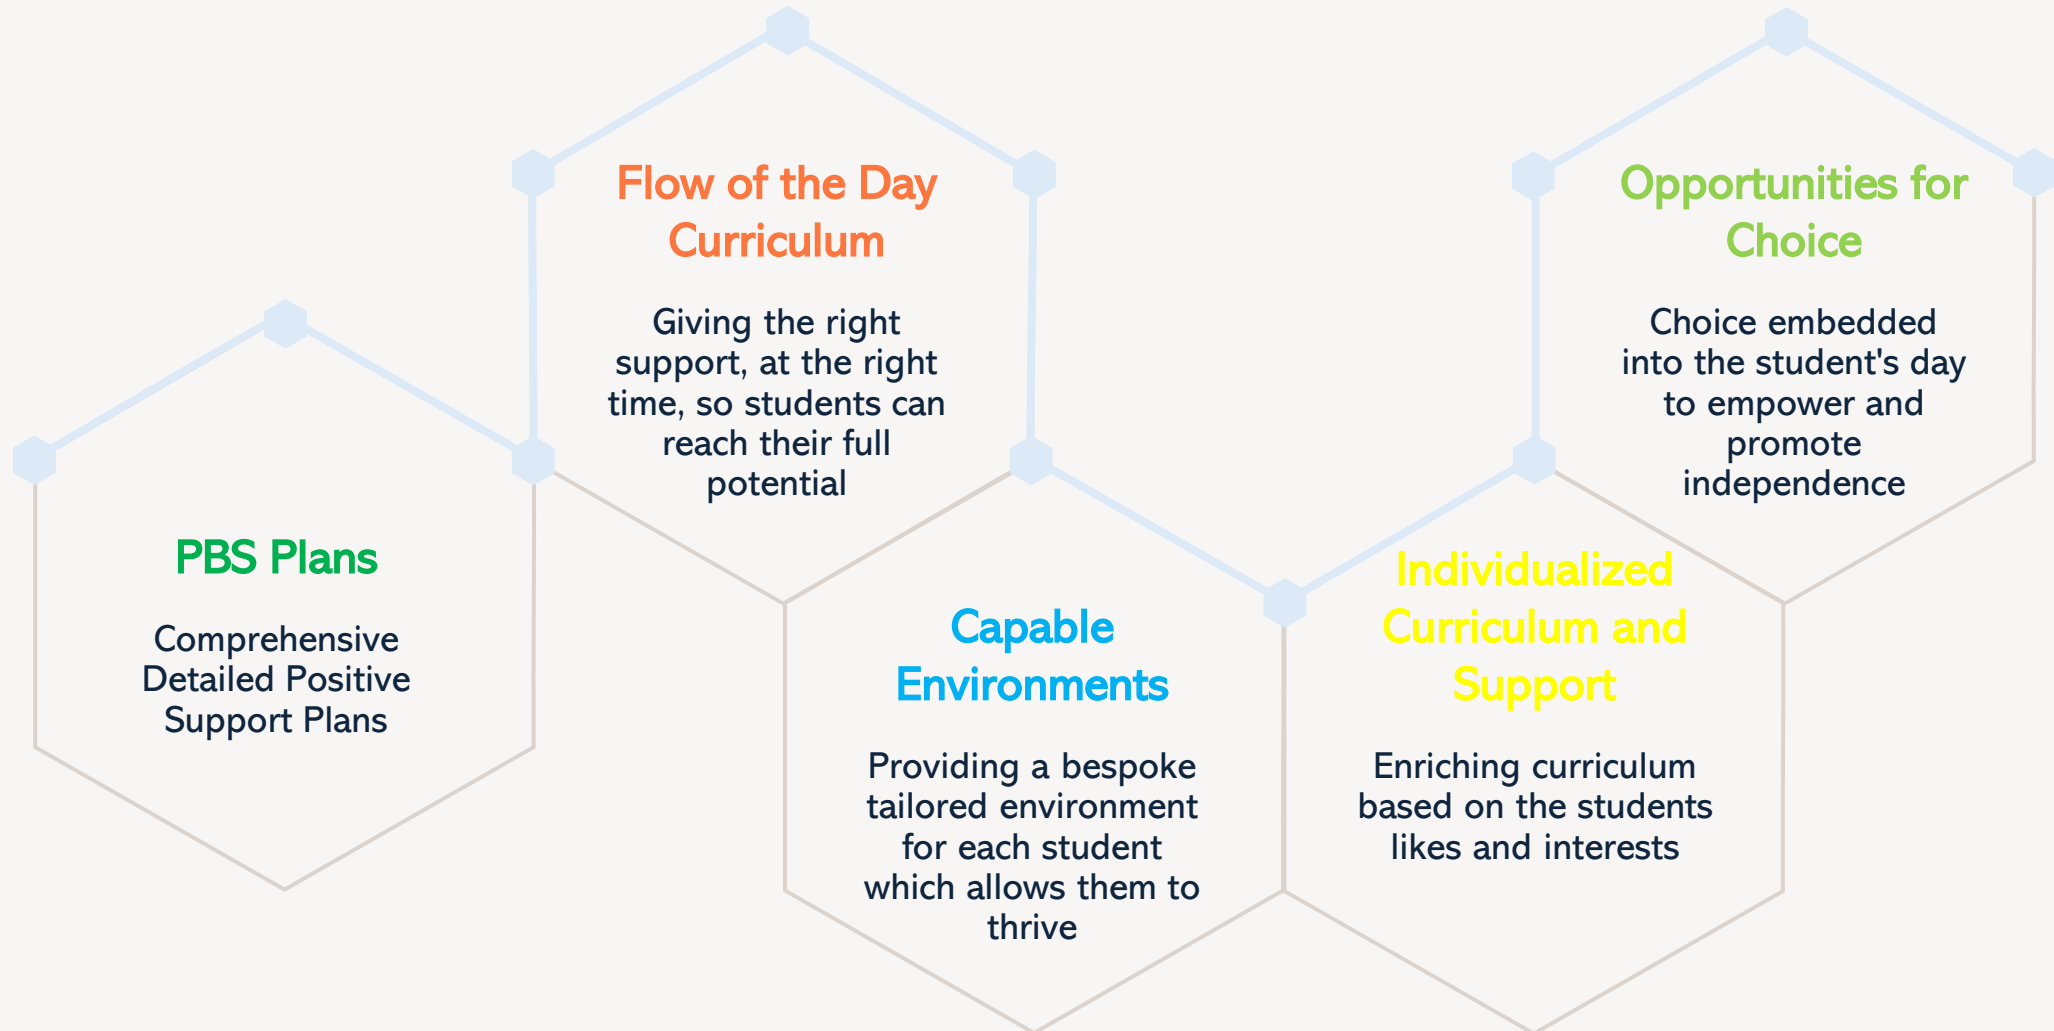 PBS Plans
Comprehensive
Detailed Positive
Support Plans
Flow of the Day
Curriculum
Giving the right
support, at the right
time, so students can
reach their full
potential
Capable
Environments
Providing a bespoke
tailored environment
for each student
which allows them to
thrive
Individualized
Curriculum and
Support
Enriching curriculum
based on the students
likes and interests
Opportunities for
Choice
Choice embedded
into the student's day
to empower and
promote
independence